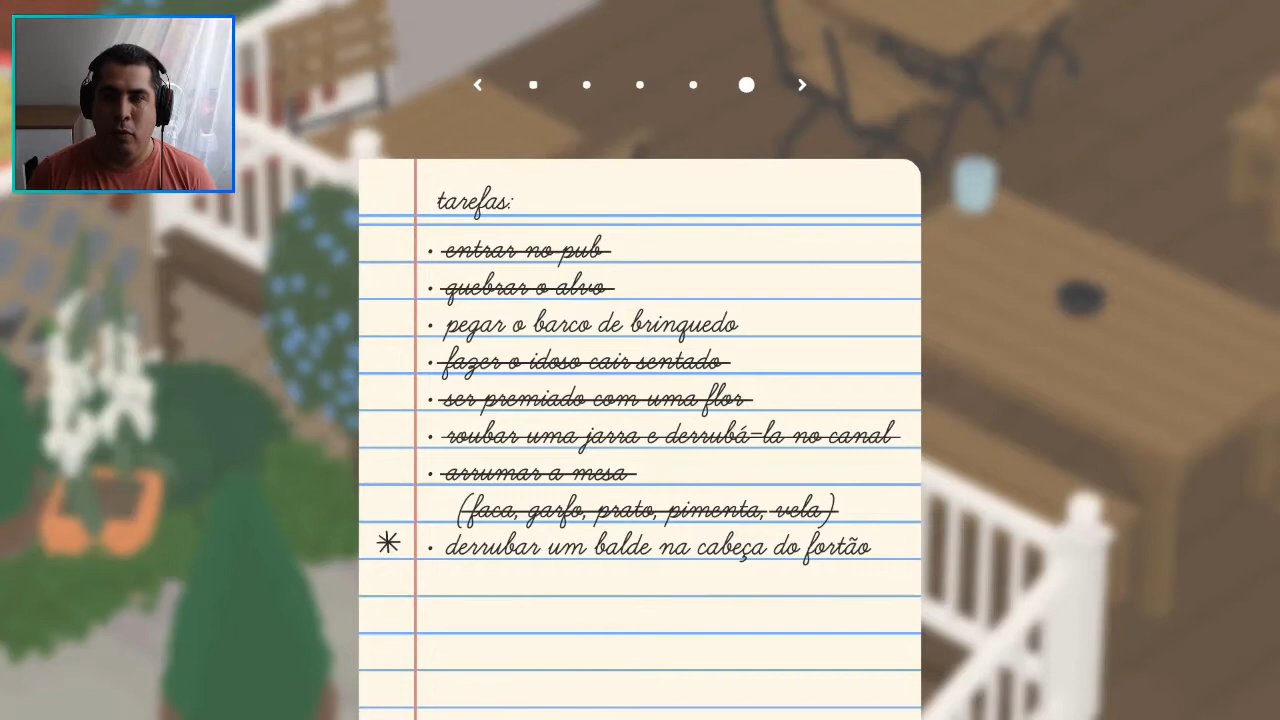 tarefas:
• entrar no pub
• quebrar o alvo
• pegar o barco de brinquedo
• fazer o idoso cair sentado
• ser premiado com uma flor
• roubar uma jarra e derrubá-la no canal
• arrumar a mesa
(faca, garfo, prato, pimenta, vela)
• derrubar um balde na cabeça do fortão